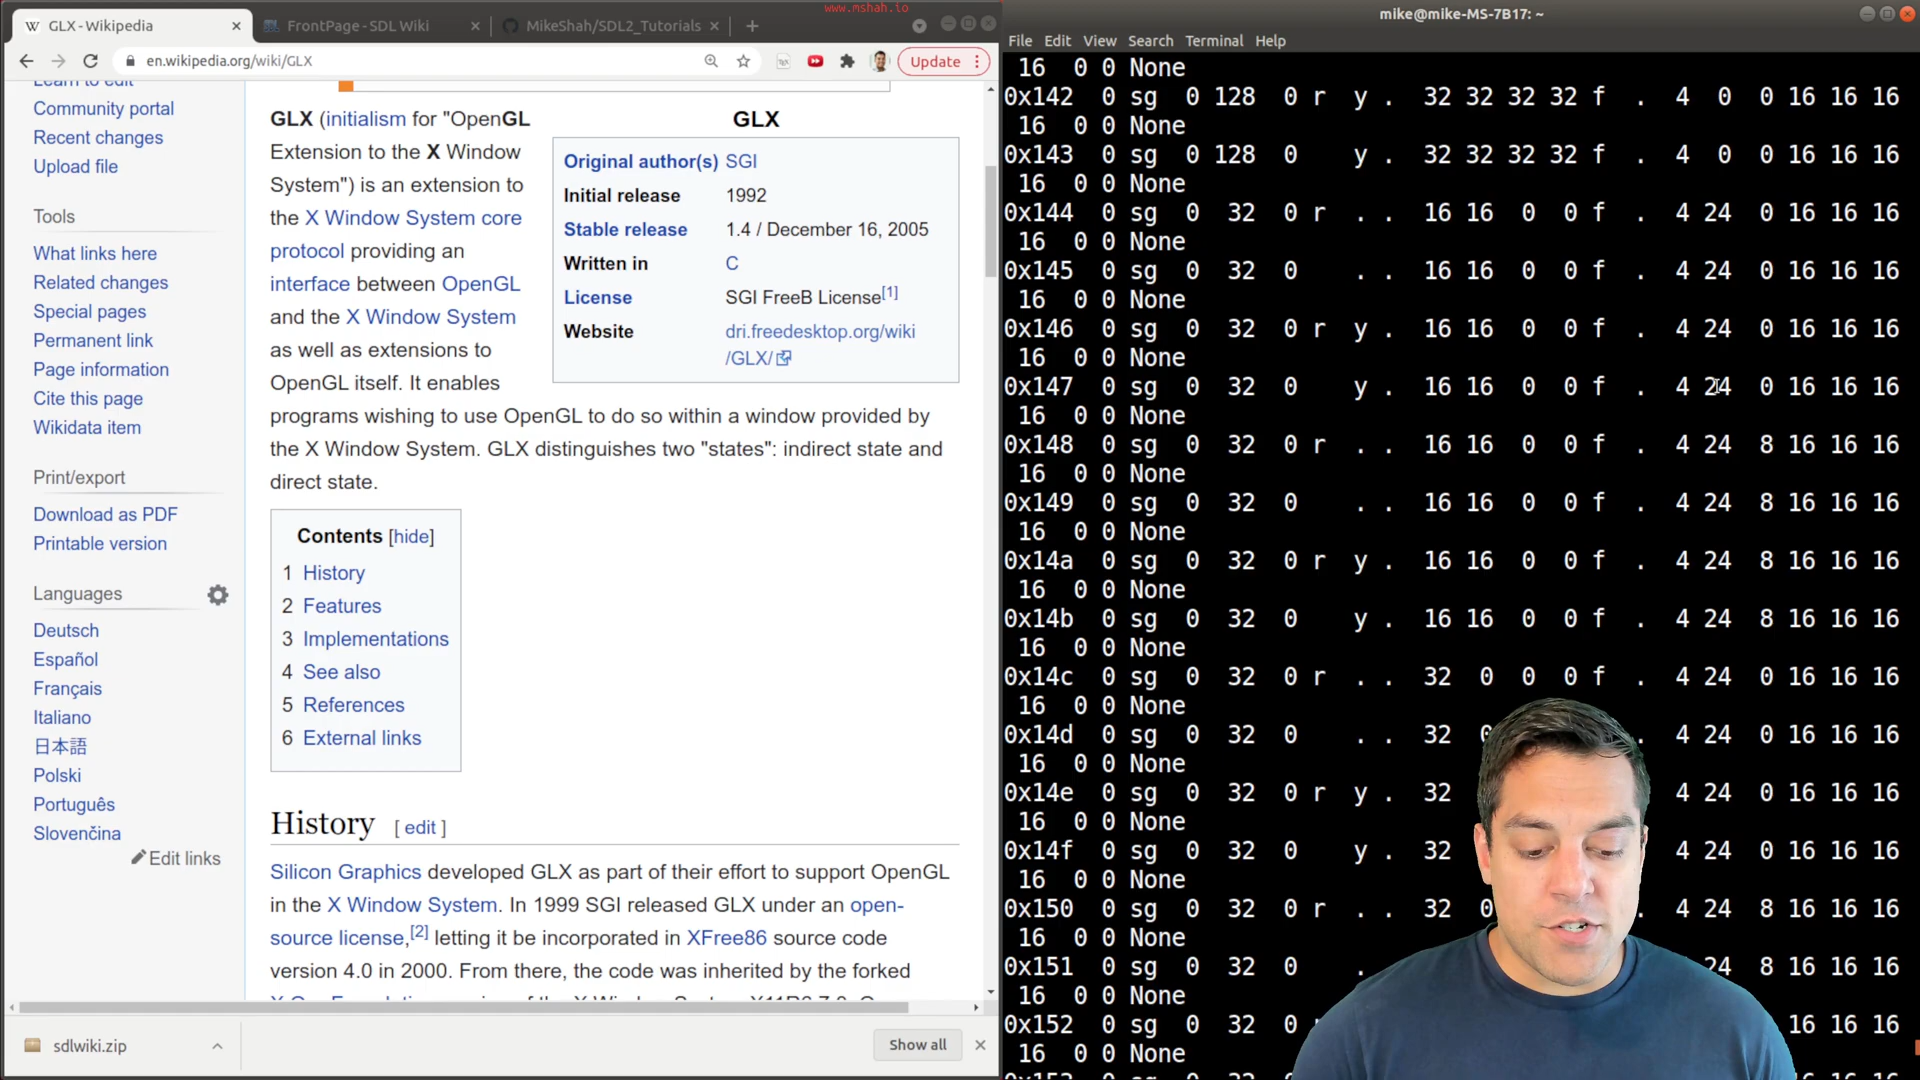 www.mshah.io
GLX - Wikipedia
FrontPage - SDL Wiki
MikeShah/SDL2_Tutorials
en.wikipedia.org/wiki/GLX
Update
Learn to edit
Community portal
Recent changes
Upload file
Tools
What links here
Related changes
Special pages
Permanent link
Page information
Cite this page
Wikidata item
Print/export
Download as PDF
Printable version
Languages
Deutsch
Español
Français
Italiano
日本語
Polski
Português
Slovenčina
Edit links
GLX (initialism for "OpenGL
Extension to the X Window
System") is an extension to
the X Window System core
protocol providing an
interface between OpenGL
and the X Window System
as well as extensions to
OpenGL itself. It enables
programs wishing to use OpenGL to do so within a window provided by
the X Window System. GLX distinguishes two "states": indirect state and
direct state.
GLX
Original author(s) SGI
Initial release 1992
Stable release 1.4 / December 16, 2005
Written in C
License SGI FreeB License[1]
Website dri.freedesktop.org/wiki
/GLX/
Contents [hide]
1 History
2 Features
3 Implementations
4 See also
5 References
6 External links
History [ edit ]
Silicon Graphics developed GLX as part of their effort to support OpenGL
in the X Window System. In 1999 SGI released GLX under an open-
source license,[2] letting it be incorporated in XFree86 source code
version 4.0 in 2000. From there, the code was inherited by the forked
sdlwiki.zip
Show all
mike@mike-MS-7B17: ~
File Edit View Search Terminal Help
16 0 0 None
0x142 0 sg 0 128 0 r y . 32 32 32 32 f . 4 0 0 16 16 16
16 0 0 None
0x143 0 sg 0 128 0 y . 32 32 32 32 f . 4 0 0 16 16 16
16 0 0 None
0x144 0 sg 0 32 0 r . . 16 16 0 0 f . 4 24 0 16 16 16
16 0 0 None
0x145 0 sg 0 32 0 . . 16 16 0 0 f . 4 24 0 16 16 16
16 0 0 None
0x146 0 sg 0 32 0 r y . 16 16 0 0 f . 4 24 0 16 16 16
16 0 0 None
0x147 0 sg 0 32 0 y . 16 16 0 0 f . 4 24 0 16 16 16
16 0 0 None
0x148 0 sg 0 32 0 r . . 16 16 0 0 f . 4 24 8 16 16 16
16 0 0 None
0x149 0 sg 0 32 0 . . 16 16 0 0 f . 4 24 8 16 16 16
16 0 0 None
0x14a 0 sg 0 32 0 r y . 16 16 0 0 f . 4 24 8 16 16 16
16 0 0 None
0x14b 0 sg 0 32 0 y . 16 16 0 0 f . 4 24 8 16 16 16
16 0 0 None
0x14c 0 sg 0 32 0 r . . 32 0 0 0 f . 4 24 0 16 16 16
16 0 0 None
0x14d 0 sg 0 32 0 . . 32 0 . 4 24 0 16 16 16
16 0 0 None
0x14e 0 sg 0 32 0 r y . 32 4 24 0 16 16 16
16 0 0 None
0x14f 0 sg 0 32 0 y . 32 4 24 0 16 16 16
16 0 0 None
0x150 0 sg 0 32 0 r . . 32 0 . 4 24 8 16 16 16
16 0 0 None
0x151 0 sg 0 32 0 . 24 8 16 16 16
16 0 0 None
0x152 0 sg 0 32 0 16 16 16
16 0 0 None